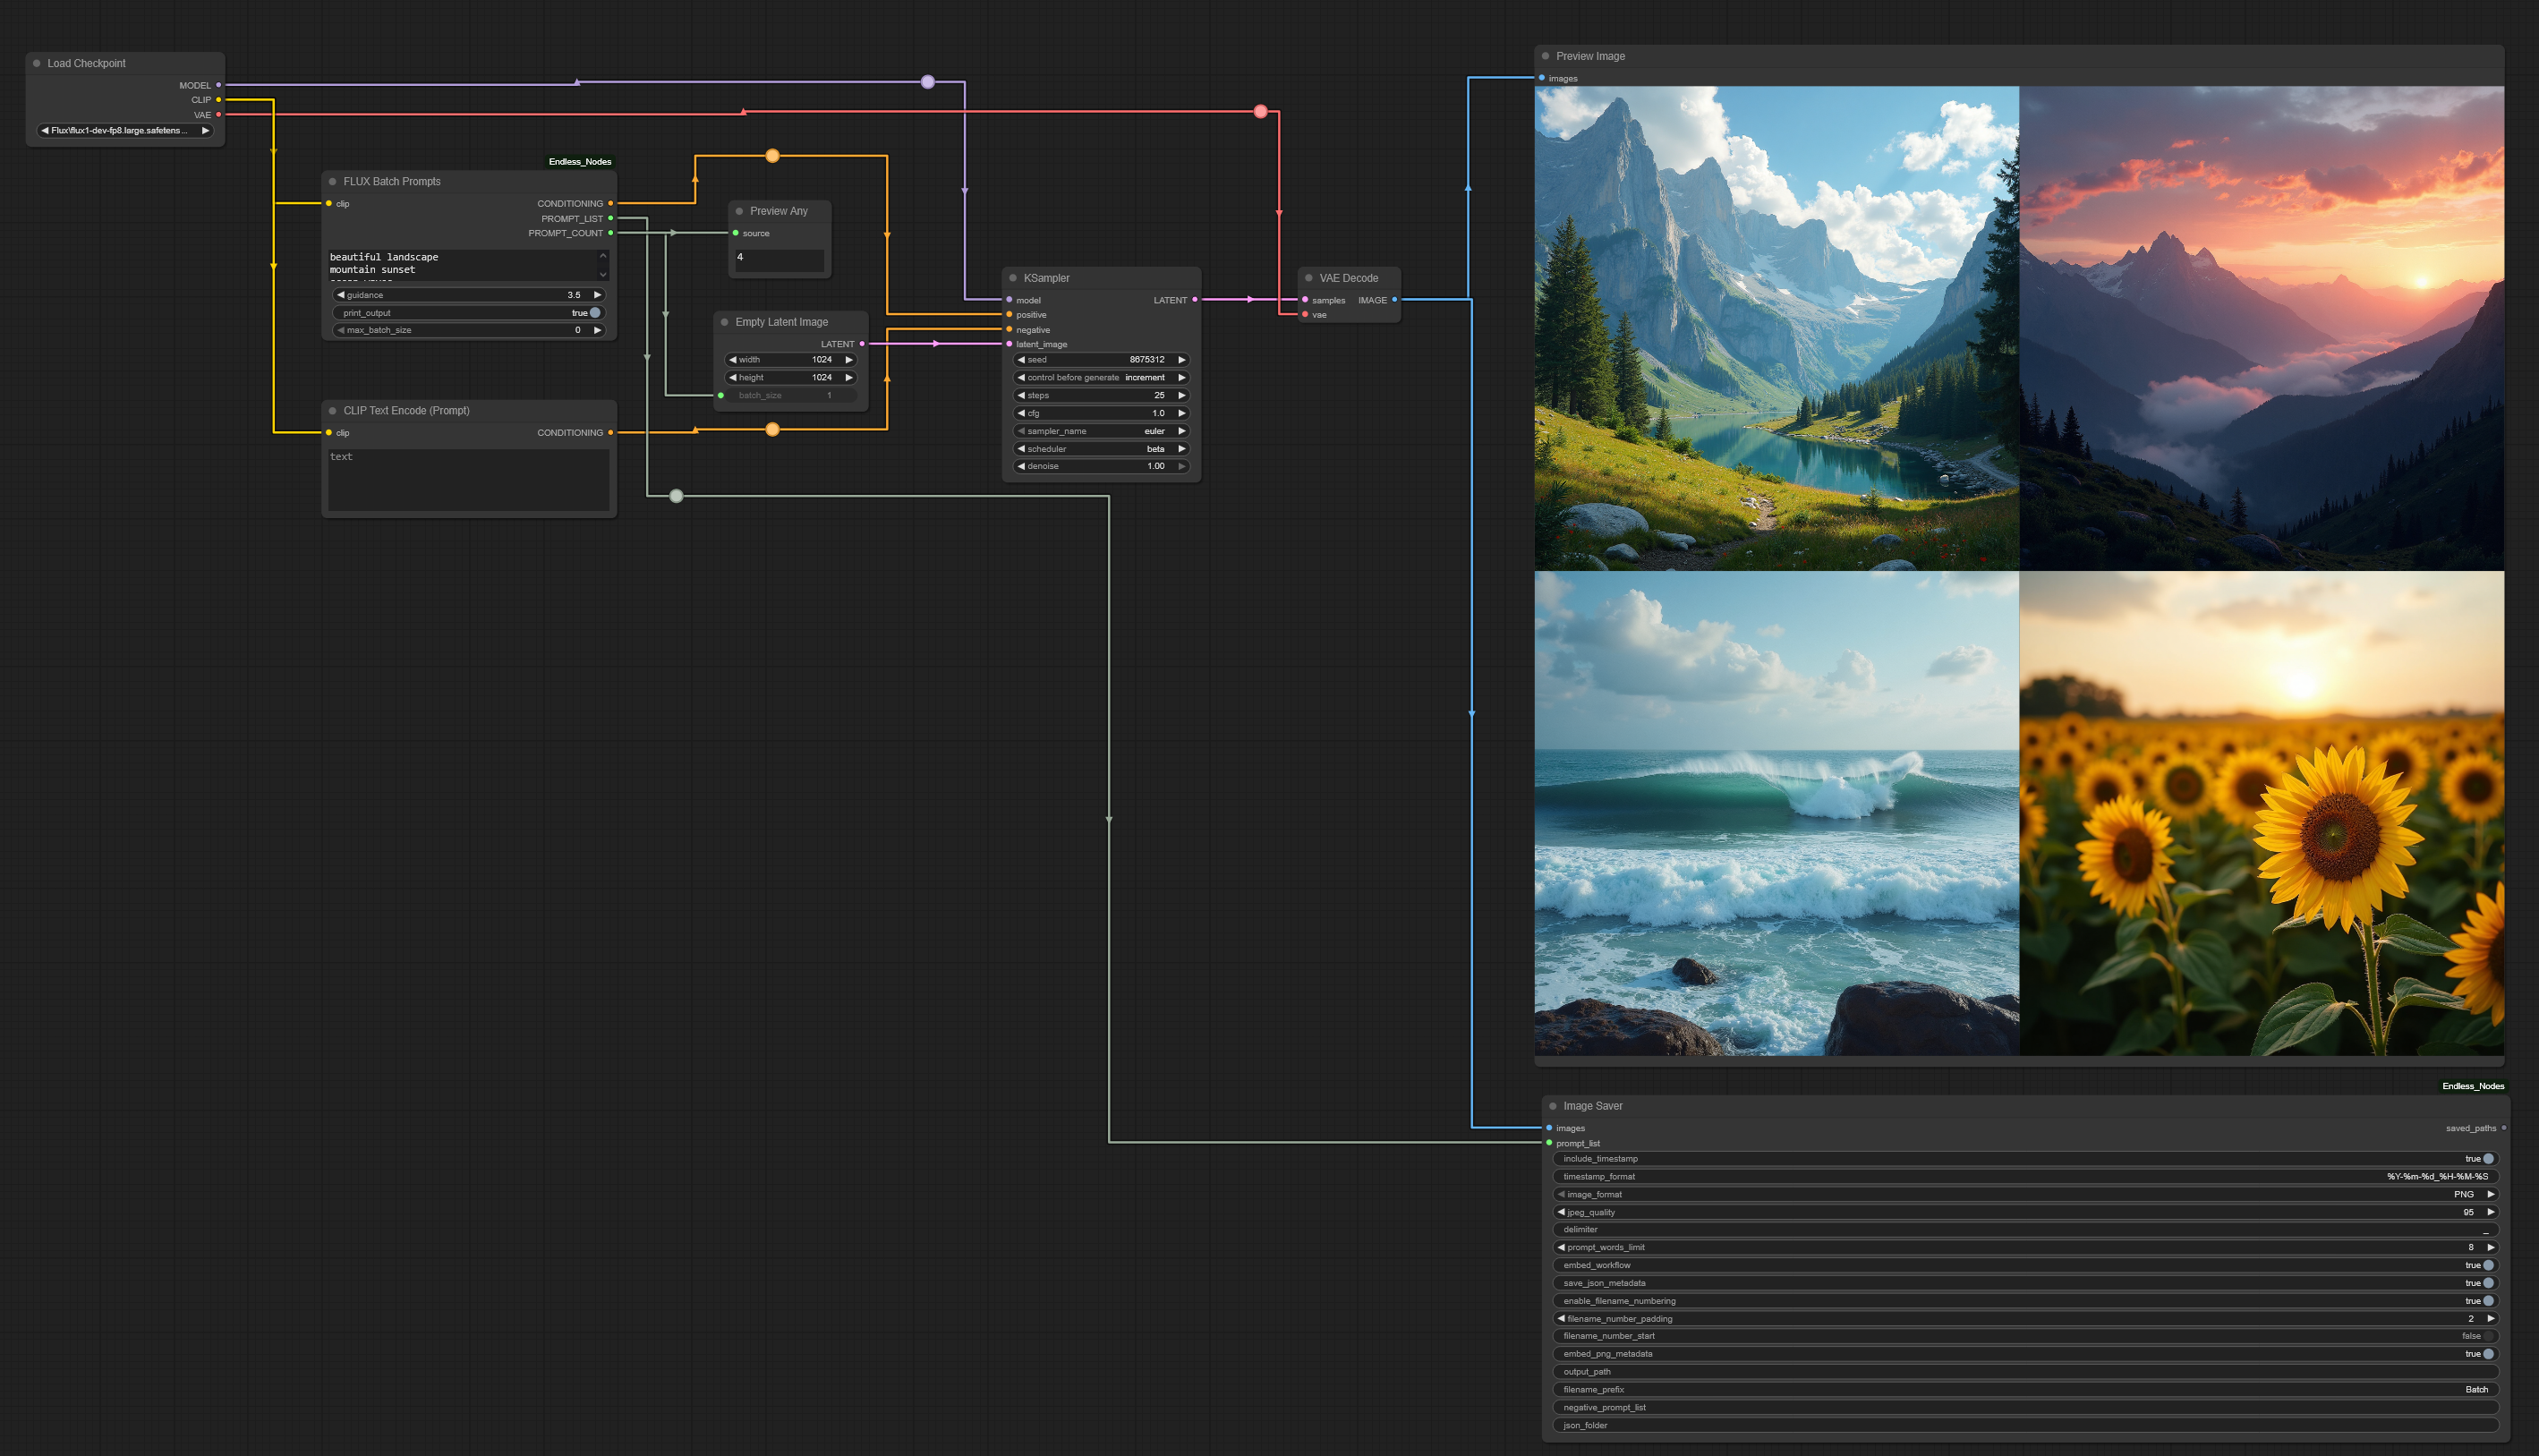 Load Checkpoint
MODEL
CLIP
VAE
Flux\flux1-dev-fp8.large.safetens...
Endless_Nodes
FLUX Batch Prompts
clip CONDITIONING
PROMPT_LIST
PROMPT_COUNT
beautiful landscape
mountain sunset
guidance 3.5
print_output true
max_batch_size 0
CLIP Text Encode (Prompt)
clip CONDITIONING
text
Preview Any
source
4
Empty Latent Image
LATENT
width 1024
height 1024
batch_size 1
KSampler
model LATENT
positive
negative
latent_image
seed 8675312
control before generate increment
steps 25
cfg 1.0
sampler_name euler
scheduler beta
denoise 1.00
VAE Decode
samples IMAGE
vae
Preview Image
images
Endless_Nodes
Image Saver
images saved_paths
prompt_list
include_timestamp true
timestamp_format %Y-%m-%d_%H-%M-%S
image_format PNG
jpeg_quality 95
delimiter _
prompt_words_limit 8
embed_workflow true
save_json_metadata true
enable_filename_numbering true
filename_number_padding 2
filename_number_start false
embed_png_metadata true
output_path
filename_prefix Batch
negative_prompt_list
json_folder